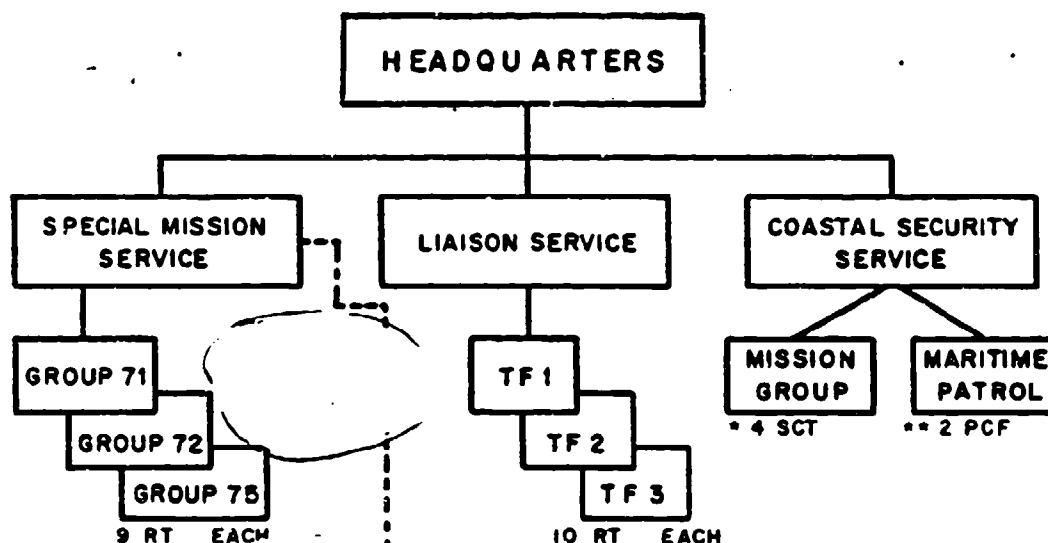 HEADQUARTERS
SPECIAL MISSION
SERVICE
LIAISON SERVICE
COASTAL SECURITY
SERVICE
GROUP 71
GROUP 72
GROUP 75
9 RT EACH
TF 1
TF 2
TF 3
10 RT EACH
MISSION
GROUP
* 4 SCT
MARITIME
PATROL
** 2 PCF